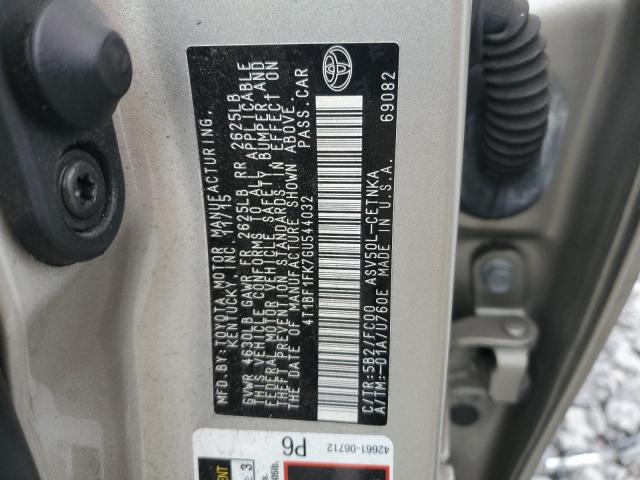 MFD. BY: TOYOTA MOTOR MANUFACTURING,
KENTUCKY, INC. 11/15
GVWR 4630LB GAWR FR 2625LB RR 2625LB
THIS VEHICLE CONFORMS TO ALL APPLICABLE
FEDERAL MOTOR VEHICLE SAFETY, BUMPER, AND
THEFT PREVENTION STANDARDS IN EFFECT ON
THE DATE OF MANUFACTURE SHOWN ABOVE.
4T1BF1FK7GU544032 PASS.CAR
C/TR:5B2/FC00 ASV50L-CETNKA
A/TM:-01A/U760E MADE IN U.S.A. 69082
42661-06712
P6
3